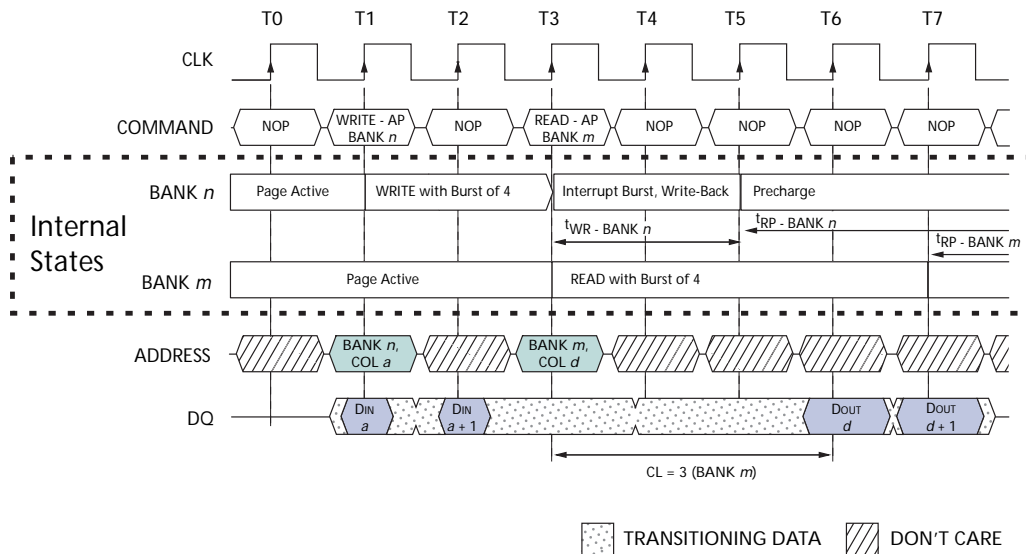 T0 T1 T2 T3 T4 T5 T6 T7
CLK
COMMAND NOP WRITE - AP NOP READ - AP NOP NOP NOP NOP
BANK n BANK m
BANK n Page Active WRITE with Burst of 4 Interrupt Burst, Write-Back Precharge
tWR - BANK n tRP - BANK n
tRP - BANK m
Internal
States
BANK m Page Active READ with Burst of 4
ADDRESS BANK n, BANK m,
COL a COL d
DQ DIN DIN DOUT DOUT
a a + 1 d d + 1
CL = 3 (BANK m)
TRANSITIONING DATA DON'T CARE